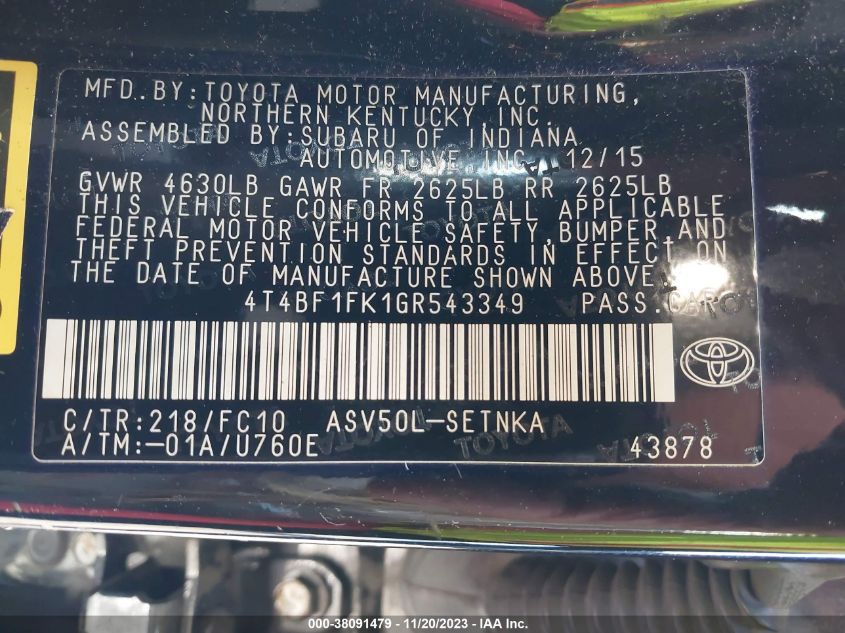 MFD. BY: TOYOTA MOTOR MANUFACTURING,
NORTHERN KENTUCKY, INC.
ASSEMBLED BY: SUBARU OF INDIANA
AUTOMOTIVE, INC. 12/15
GVWR 4630LB GAWR FR 2625LB RR 2625LB
THIS VEHICLE CONFORMS TO ALL APPLICABLE
FEDERAL MOTOR VEHICLE SAFETY, BUMPER, AND
THEFT PREVENTION STANDARDS IN EFFECT ON
THE DATE OF MANUFACTURE SHOWN ABOVE.
4T4BF1FK1GR543349 PASS. CAR
C/TR: 218/FC10 ASV50L-SETNKA
A/TM: -01A/U760E 43878
TOYOTA TOYOTA
000-38091479 - 11/20/2023 - IAA Inc.